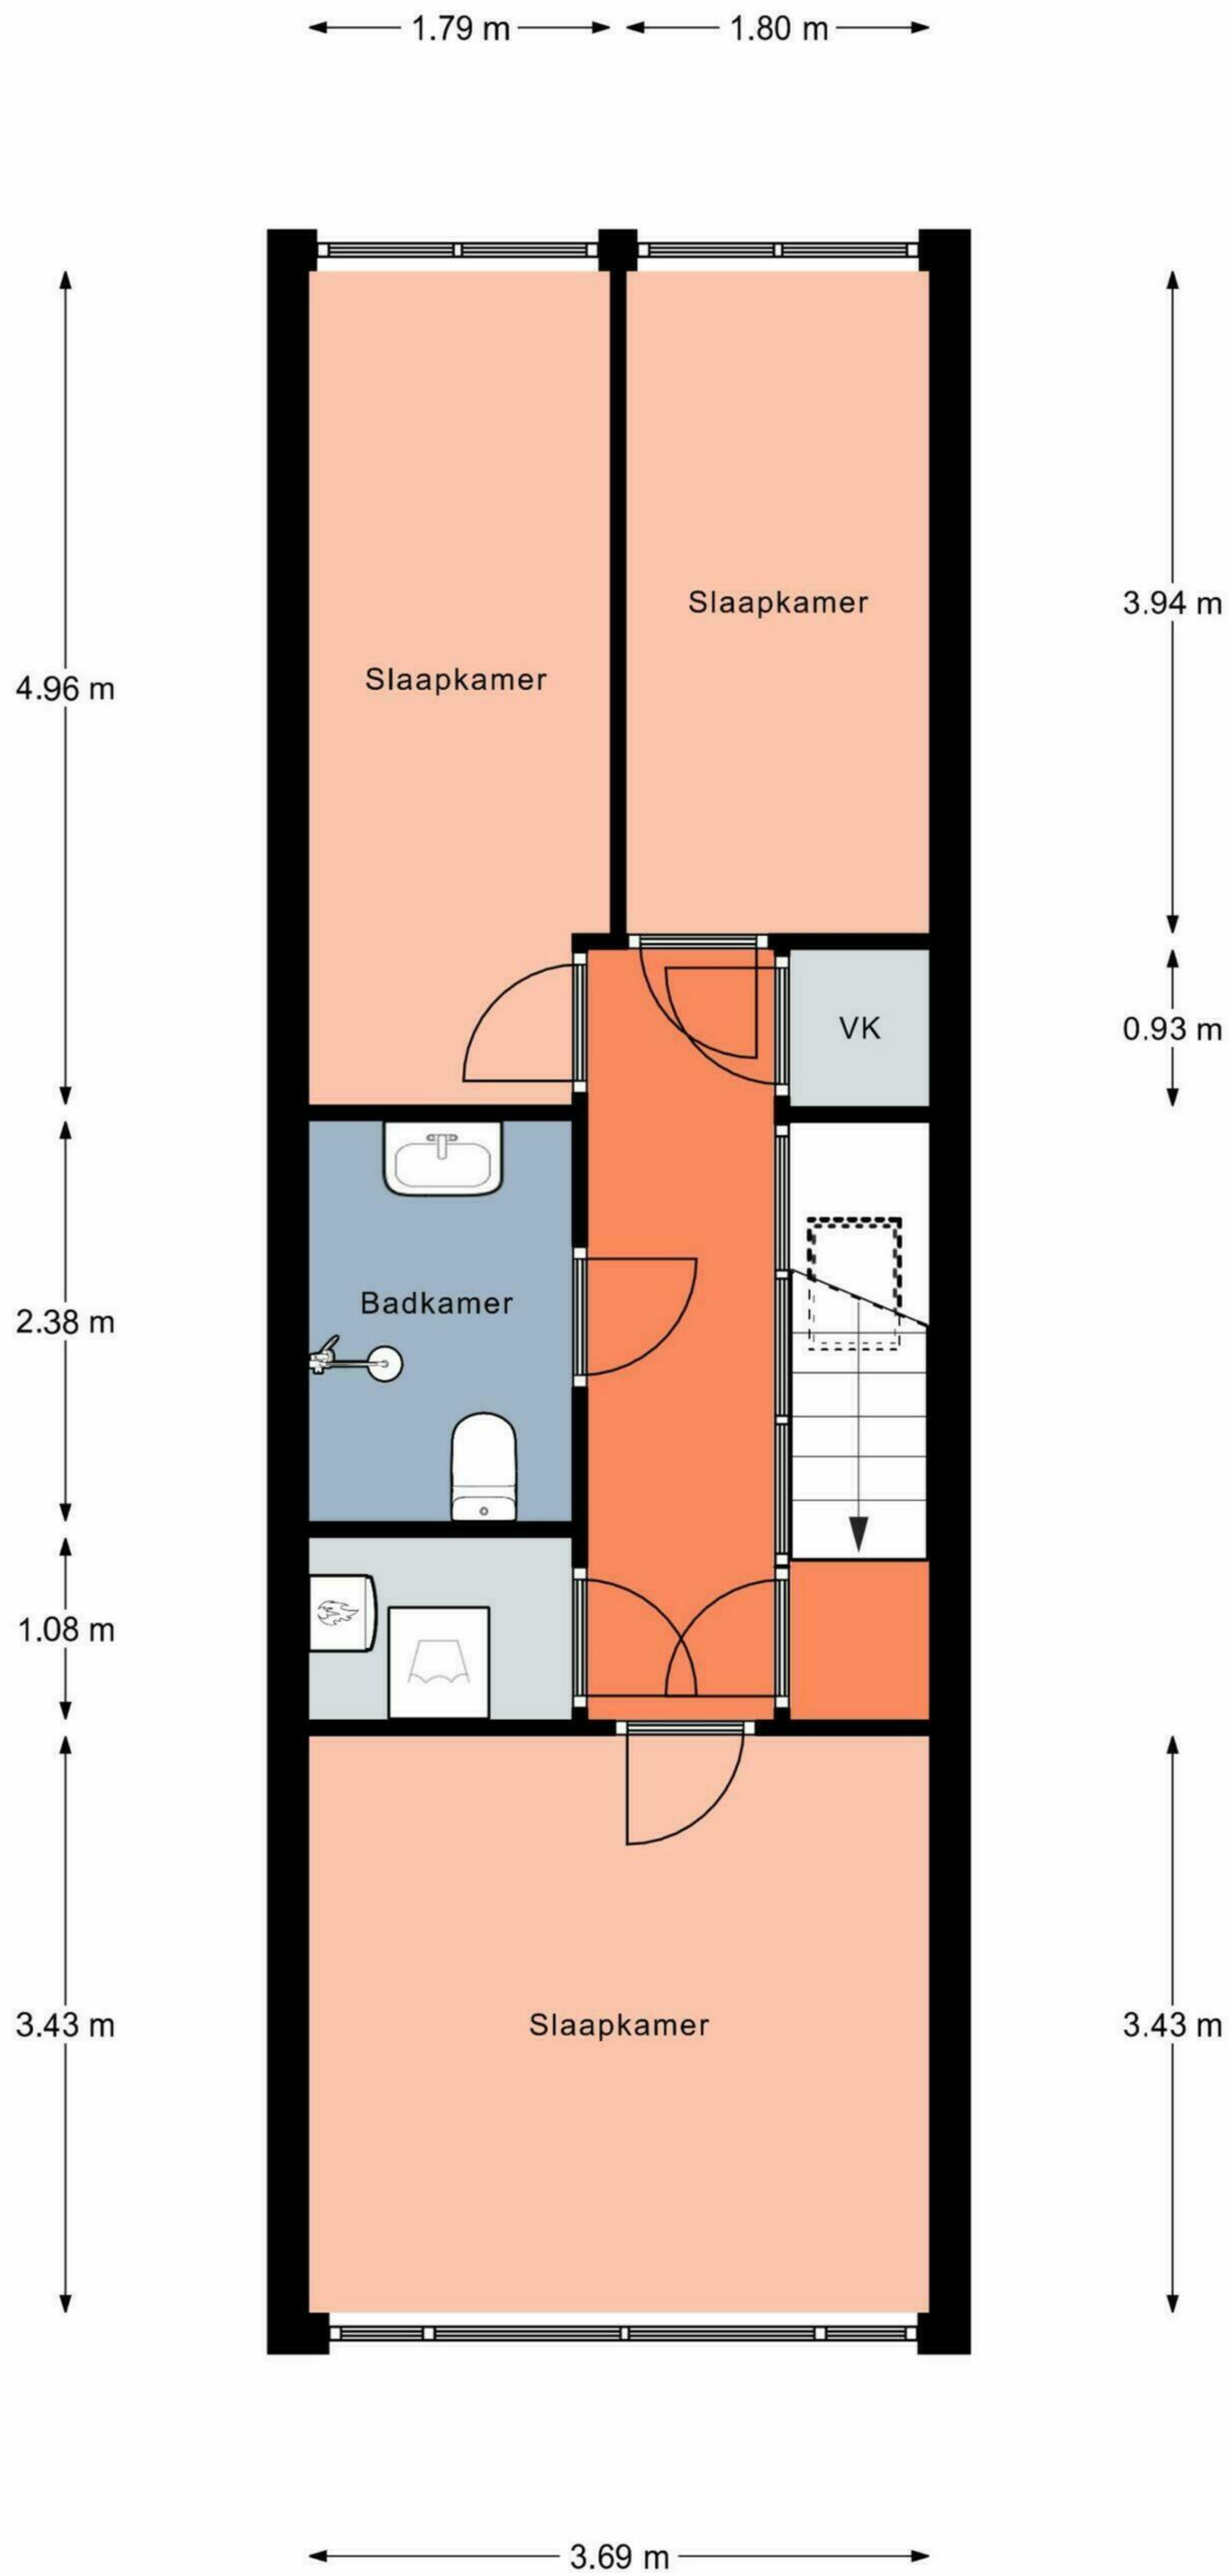 1.79 m
1.80 m
Slaapkamer
3.94 m
Slaapkamer
4.96 m
VK
0.93 m
Badkamer
2.38 m
1.08 m
3.43 m
Slaapkamer
3.43 m
3.69 m